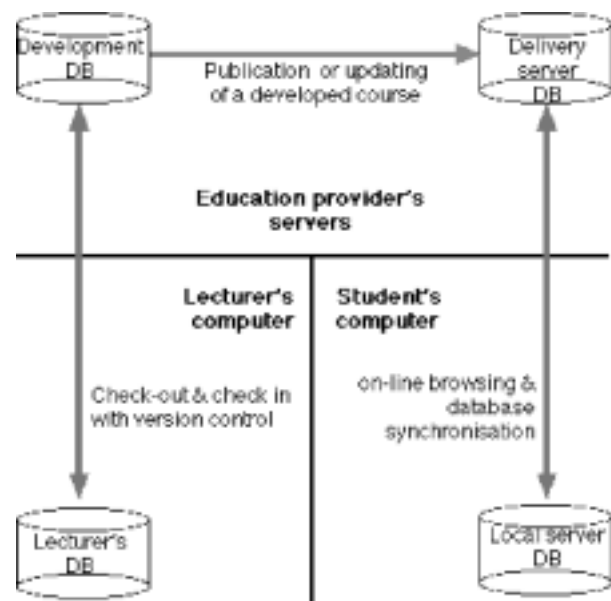 Development
DB
Publication or updating
of a developed course
Delivery
server
DB
Education provider's
servers
Lecturer's
computer
Student's
computer
Check-out & check in
with version control
on-line browsing &
database
synchronisation
Lecturer's
DB
Local server
DB